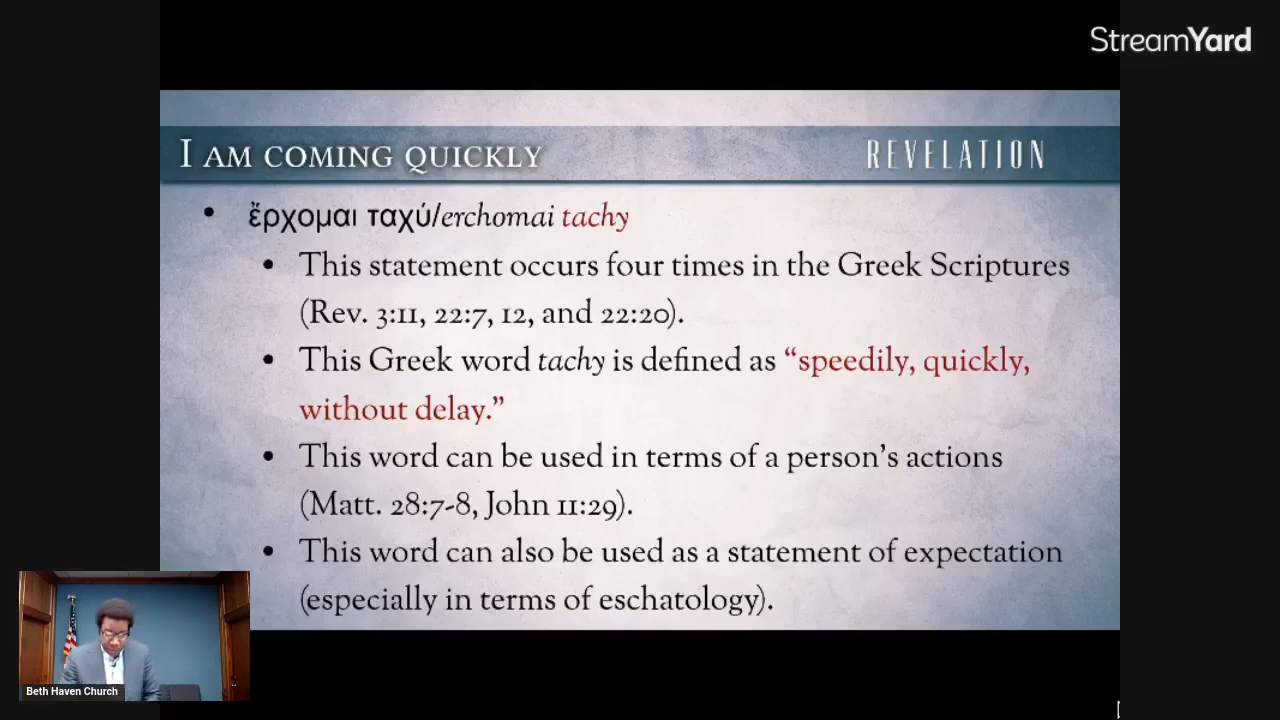 StreamYard
I AM COMING QUICKLY
REVELATION
• ἔρχομαι ταχύ/erchomai tachy
• This statement occurs four times in the Greek Scriptures
(Rev. 3:11, 22:7, 12, and 22:20).
• This Greek word tachy is defined as “speedily, quickly,
without delay.”
• This word can be used in terms of a person’s actions
(Matt. 28:7-8, John 11:29).
• This word can also be used as a statement of expectation
(especially in terms of eschatology).
Beth Haven Church